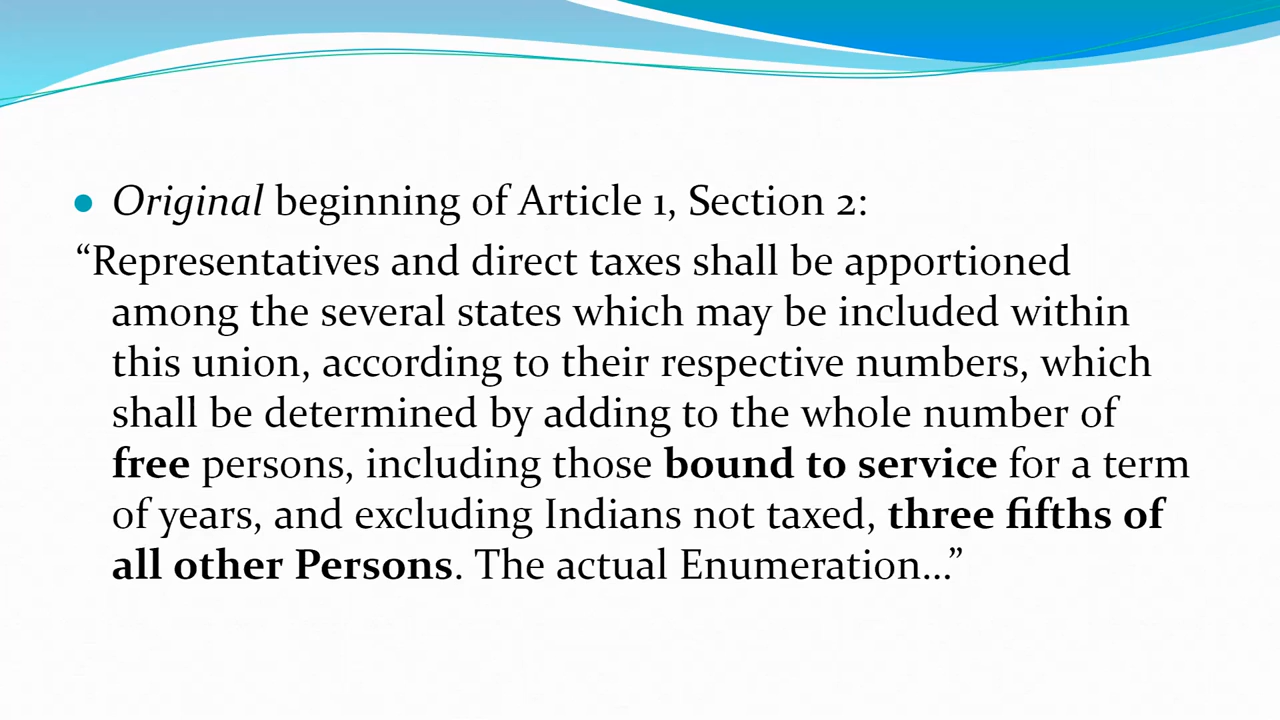 • Original beginning of Article 1, Section 2:
“Representatives and direct taxes shall be apportioned
among the several states which may be included within
this union, according to their respective numbers, which
shall be determined by adding to the whole number of
free persons, including those bound to service for a term
of years, and excluding Indians not taxed, three fifths of
all other Persons. The actual Enumeration…”